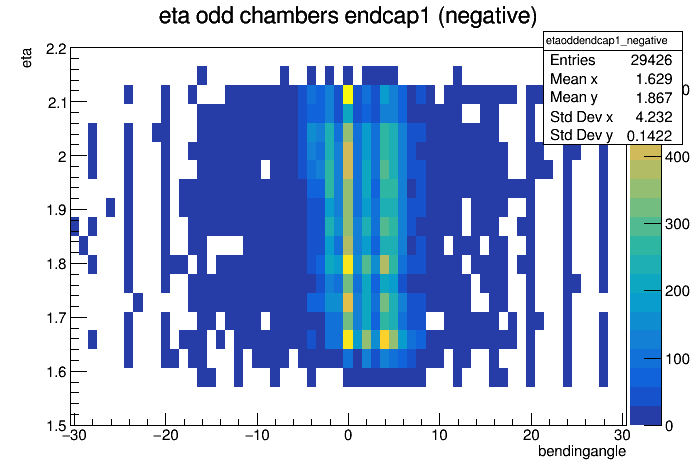 eta odd chambers endcap1 (negative)
etaoddendcap1_negative
Entries 29426
Mean x 1.629
Mean y 1.867
Std Dev x 4.232
Std Dev y 0.1422
eta
2.2
2.1
2
1.9
1.8
1.7
1.6
1.5
−30
−20
−10
0
10
20
30
bendingangle
0
400
300
200
100
0